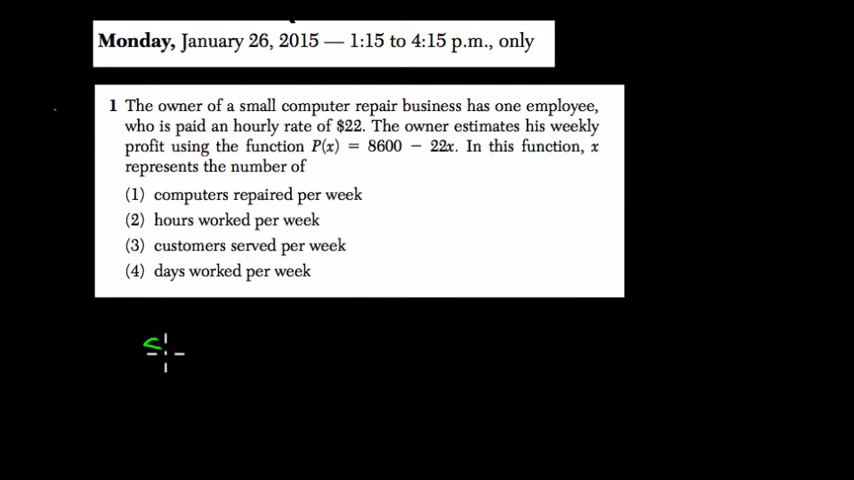 Monday, January 26, 2015 — 1:15 to 4:15 p.m., only
1 The owner of a small computer repair business has one employee,
who is paid an hourly rate of $22. The owner estimates his weekly
profit using the function P(x) = 8600 − 22x. In this function, x
represents the number of
(1) computers repaired per week
(2) hours worked per week
(3) customers served per week
(4) days worked per week